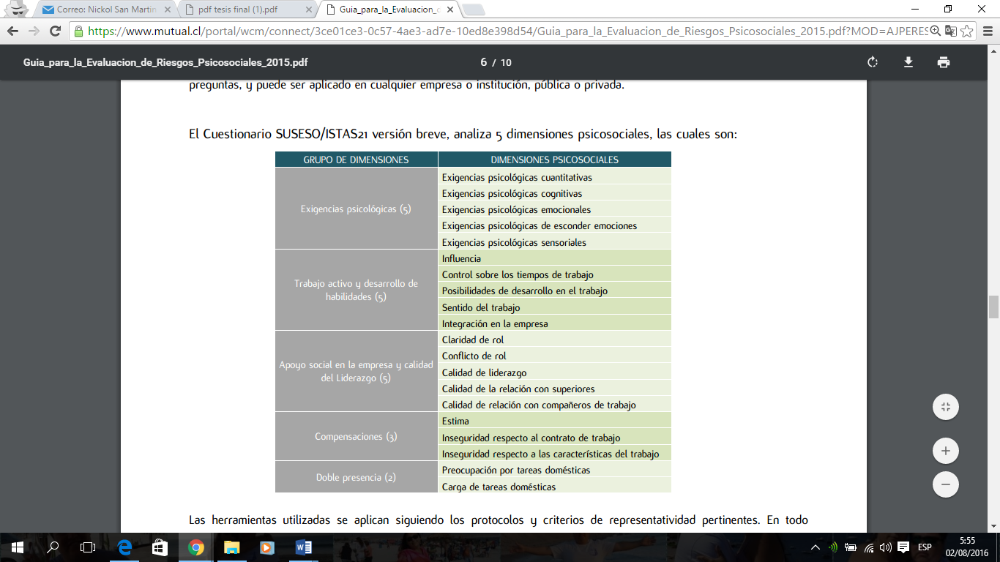 Correo: Nickol San Martin
pdf tesis final (1).pdf
Guia_para_la_Evaluacion_c
https://www.mutual.cl/portal/wcm/connect/3ce01ce3-0c57-4ae3-ad7e-10ed8e398d54/Guia_para_la_Evaluacion_de_Riesgos_Psicosociales_2015.pdf?MOD=AJPERES
Guia_para_la_Evaluacion_de_Riesgos_Psicosociales_2015.pdf
6 / 10
preguntas, y puede ser aplicado en cualquier empresa o institución, pública o privada.
El Cuestionario SUSESO/ISTAS21 versión breve, analiza 5 dimensiones psicosociales, las cuales son:
GRUPO DE DIMENSIONES
DIMENSIONES PSICOSOCIALES
Exigencias psicológicas (5)
Exigencias psicológicas cuantitativas
Exigencias psicológicas cognitivas
Exigencias psicológicas emocionales
Exigencias psicológicas de esconder emociones
Exigencias psicológicas sensoriales
Trabajo activo y desarrollo de
habilidades (5)
Influencia
Control sobre los tiempos de trabajo
Posibilidades de desarrollo en el trabajo
Sentido del trabajo
Integración en la empresa
Apoyo social en la empresa y calidad
del Liderazgo (5)
Claridad de rol
Conflicto de rol
Calidad de liderazgo
Calidad de la relación con superiores
Calidad de relación con compañeros de trabajo
Compensaciones (3)
Estima
Inseguridad respecto al contrato de trabajo
Inseguridad respecto a las características del trabajo
Doble presencia (2)
Preocupación por tareas domésticas
Carga de tareas domésticas
Las herramientas utilizadas se aplican siguiendo los protocolos y criterios de representatividad pertinentes. En todo
ESP
5:55
02/08/2016